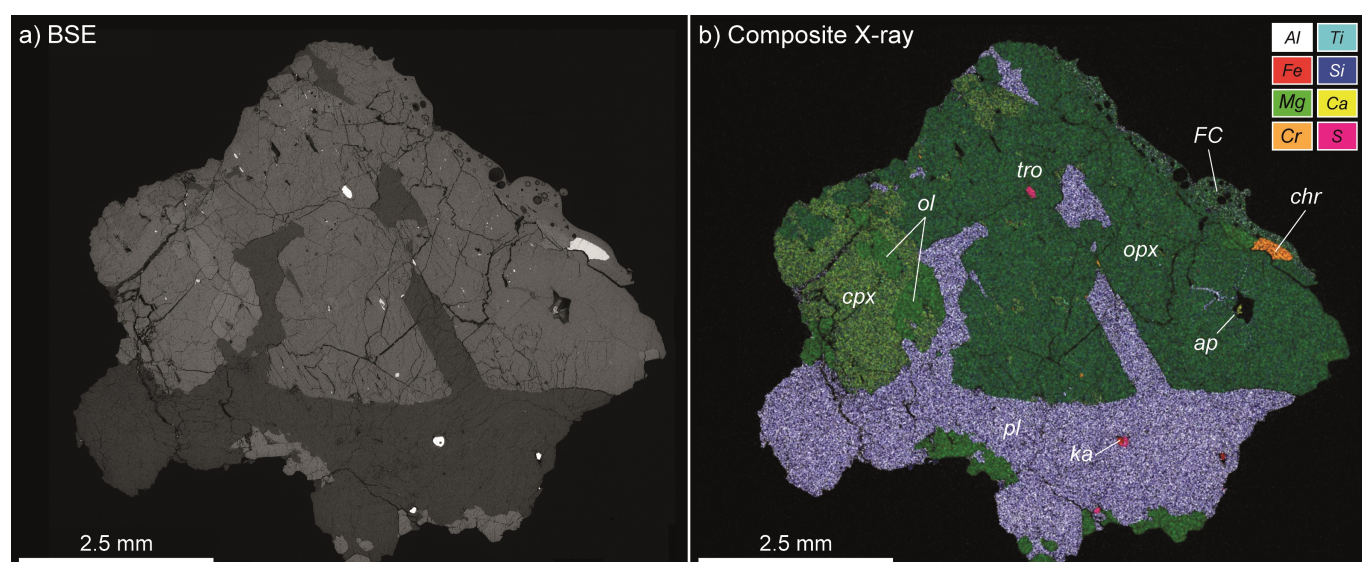 a) BSE
2.5 mm
b) Composite X-ray
Al Ti
Fe Si
Mg Ca
Cr S
FC
tro
chr
ol
opx
cpx
ap
pl
ka
2.5 mm